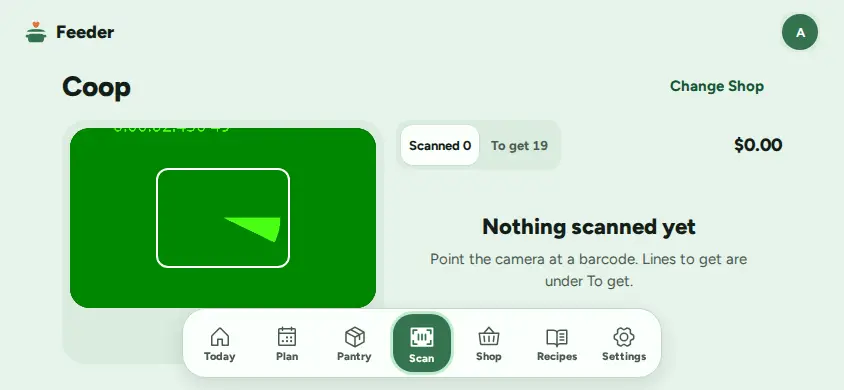 Feeder
A
Coop
Change Shop
Scanned 0
To get 19
$0.00
Nothing scanned yet
Point the camera at a barcode. Lines to get are
under To get.
Today
Plan
Pantry
Scan
Shop
Recipes
Settings